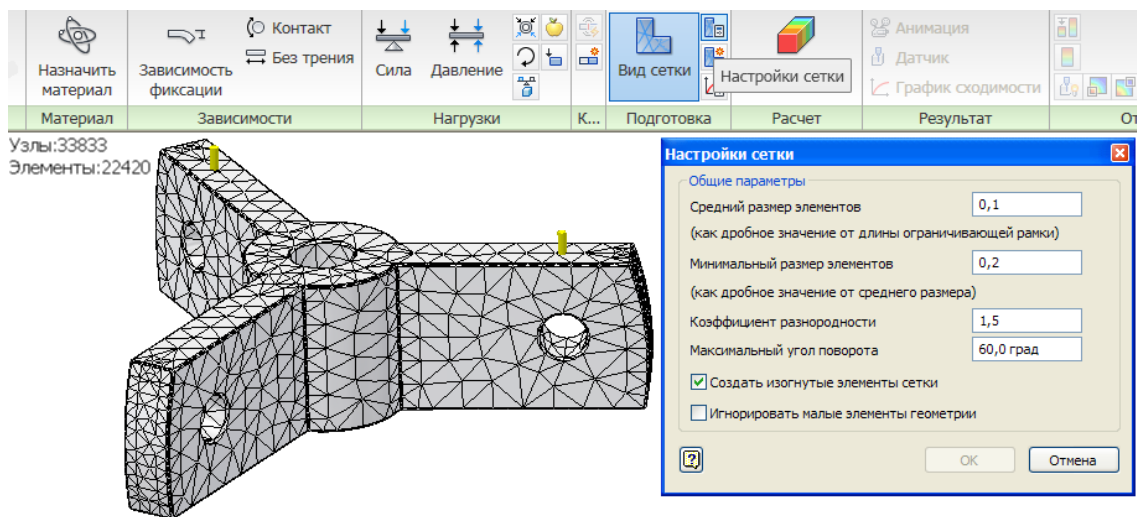 Назначить
материал
Зависимость
фиксации
Контакт
Без трения
Сила
Давление
Вид сетки
Настройки сетки
Анимация
Датчик
График сходимости
Материал
Зависимости
Нагрузки
К...
Подготовка
Расчет
Результат
От
Узлы:33833
Элементы:22420
Настройки сетки
Общие параметры
Средний размер элементов 0,1
(как дробное значение от длины ограничивающей рамки)
Минимальный размер элементов 0,2
(как дробное значение от среднего размера)
Коэффициент разнородности 1,5
Максимальный угол поворота 60,0 град
Создать изогнутые элементы сетки
Игнорировать малые элементы геометрии
OK
Отмена